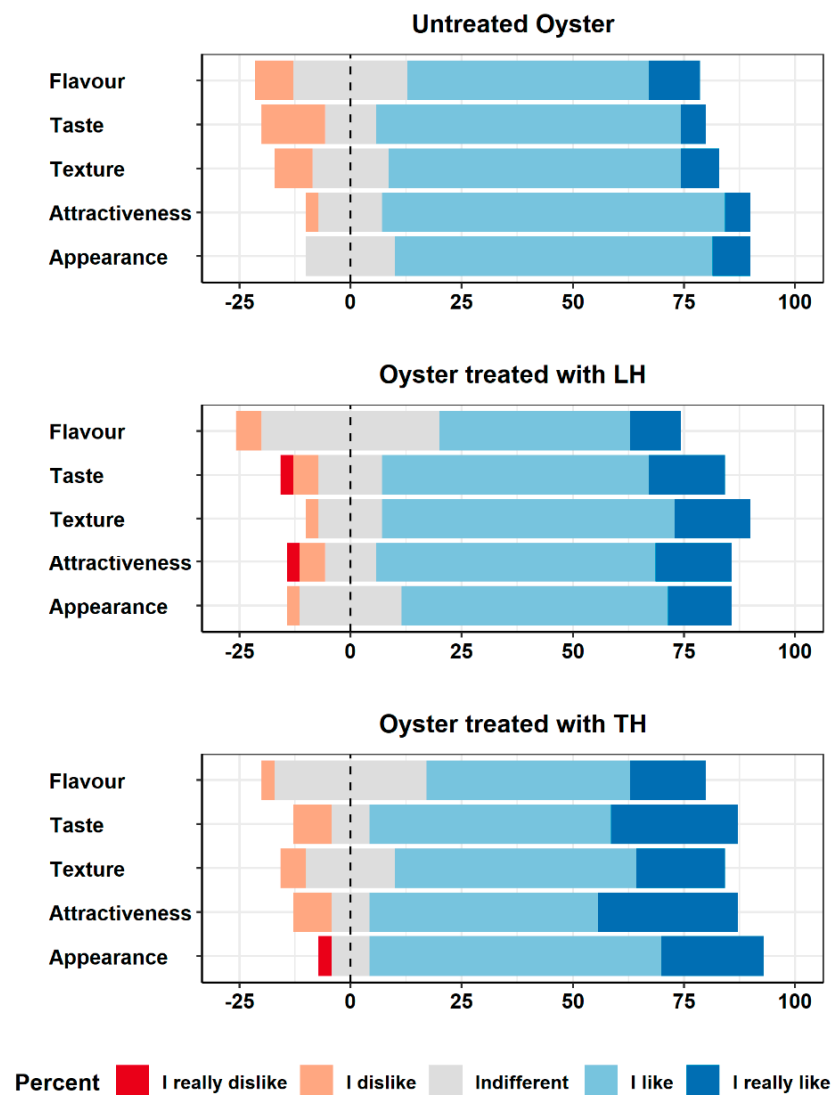 Untreated Oyster
Flavour
Taste
Texture
Attractiveness
Appearance
-25 0 25 50 75 100
Oyster treated with LH
Flavour
Taste
Texture
Attractiveness
Appearance
-25 0 25 50 75 100
Oyster treated with TH
Flavour
Taste
Texture
Attractiveness
Appearance
-25 0 25 50 75 100
Percent I really dislike I dislike Indifferent I like I really like